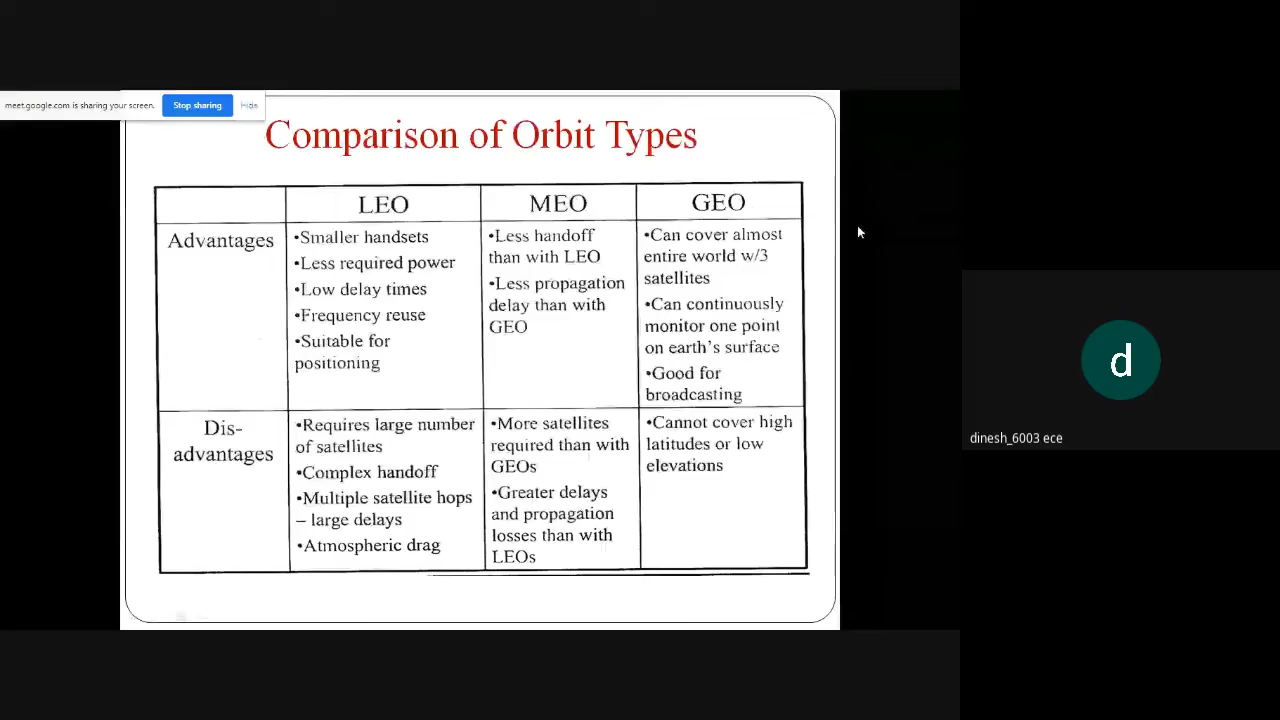 meet.google.com is sharing your screen.
Stop sharing
Hide
Comparison of Orbit Types
LEO
MEO
GEO
Advantages
•Smaller handsets
•Less required power
•Low delay times
•Frequency reuse
•Suitable for
positioning
•Less handoff
than with LEO
•Less propagation
delay than with
GEO
•Can cover almost
entire world w/3
satellites
•Can continuously
monitor one point
on earth's surface
•Good for
broadcasting
Dis-
advantages
•Requires large number
of satellites
•Complex handoff
•Multiple satellite hops
– large delays
•Atmospheric drag
•More satellites
required than with
GEOs
•Greater delays
and propagation
losses than with
LEOs
•Cannot cover high
latitudes or low
elevations
d
dinesh_6003 ece